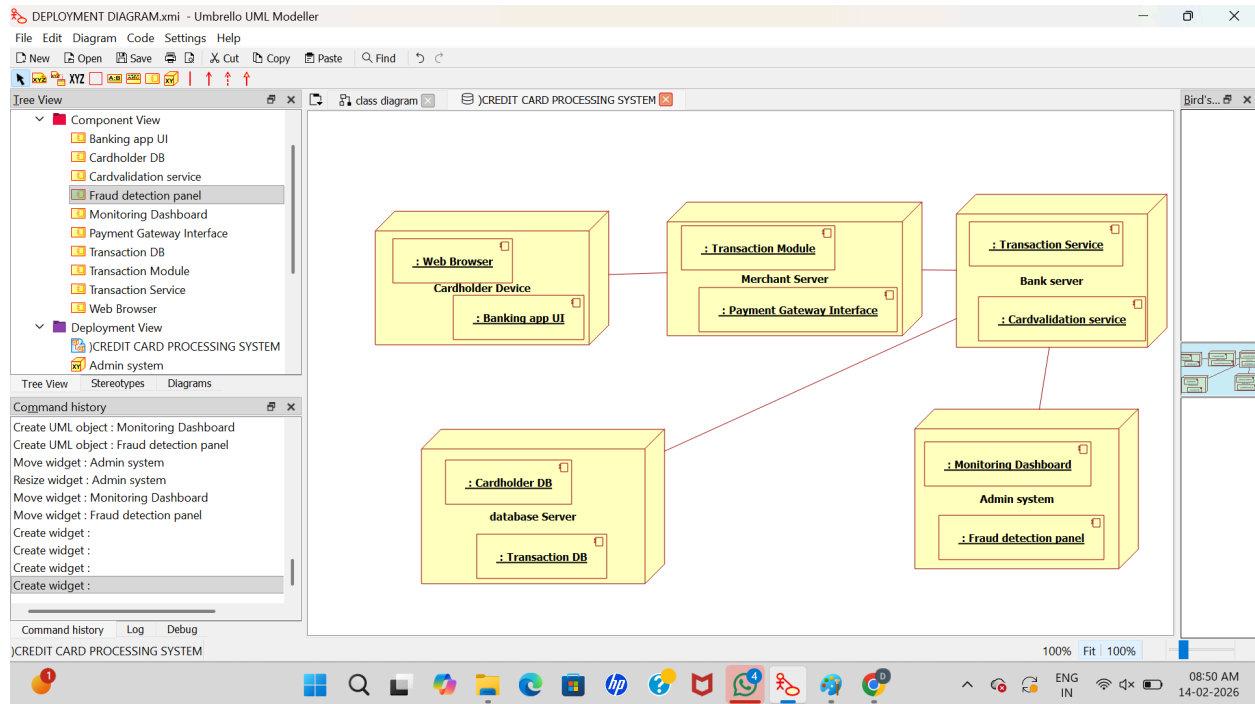 DEPLOYMENT DIAGRAM.xmi - Umbrello UML Modeller
File Edit Diagram Code Settings Help
New Open Save Cut Copy Paste Find
XYZ XYZ A:B XY
Tree View
class diagram
)CREDIT CARD PROCESSING SYSTEM
Bird's...
Component View
Banking app UI
Cardholder DB
Cardvalidation service
Fraud detection panel
Monitoring Dashboard
Payment Gateway Interface
Transaction DB
Transaction Module
Transaction Service
Web Browser
Deployment View
)CREDIT CARD PROCESSING SYSTEM
XY Admin system
Tree View Stereotypes Diagrams
Command history
Create UML object : Monitoring Dashboard
Create UML object : Fraud detection panel
Move widget : Admin system
Resize widget : Admin system
Move widget : Monitoring Dashboard
Move widget : Fraud detection panel
Create widget :
Create widget :
Create widget :
Create widget :
Command history Log Debug
: Web Browser
Cardholder Device
: Banking app UI
: Transaction Module
Merchant Server
: Payment Gateway Interface
: Transaction Service
Bank server
: Cardvalidation service
: Cardholder DB
database Server
: Transaction DB
: Monitoring Dashboard
Admin system
: Fraud detection panel
)CREDIT CARD PROCESSING SYSTEM
100% Fit 100%
1
hp
?
4
D
ENG
IN
08:50 AM
14-02-2026